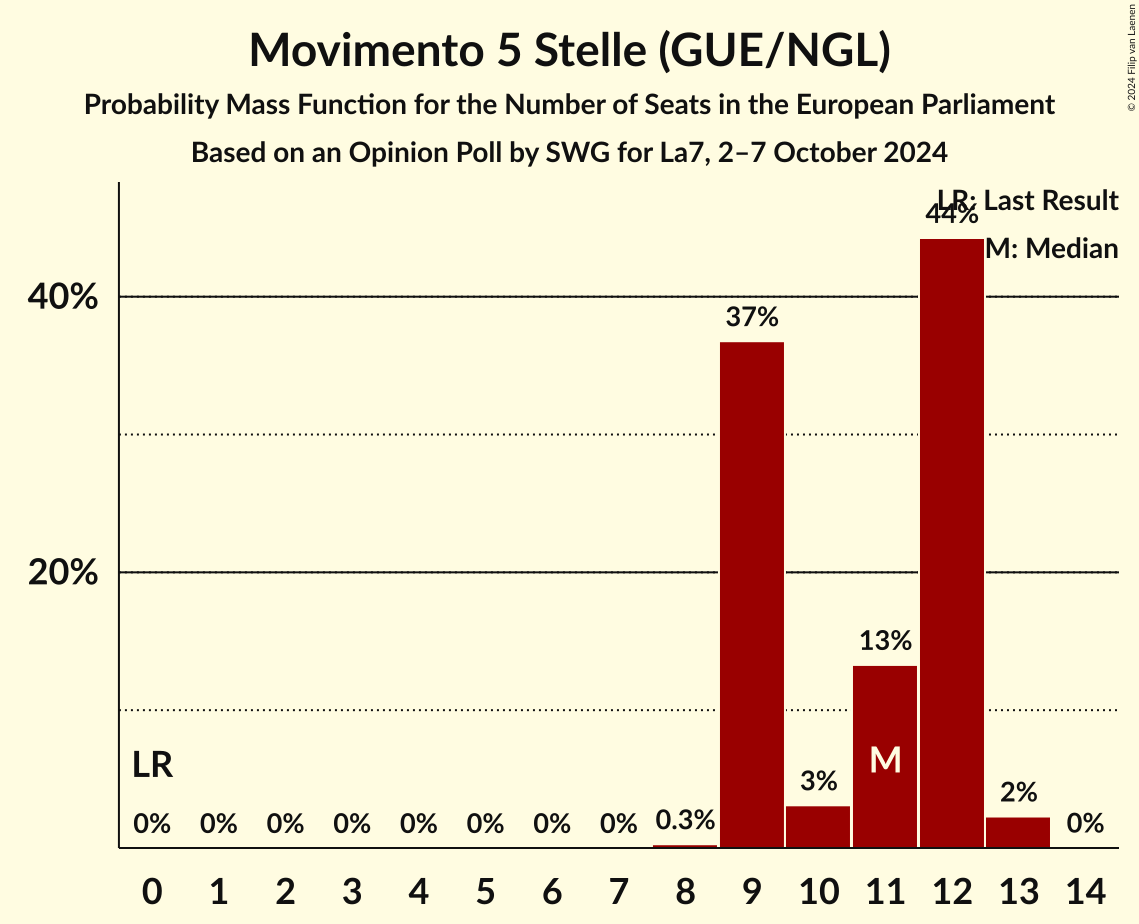 Movimento 5 Stelle (GUE/NGL)
Probability Mass Function for the Number of Seats in the European Parliament
Based on an Opinion Poll by SWG for La7, 2–7 October 2024
© 2024 Filip van Laenen
LR: Last Result
M: Median
44%
40%
37%
20%
13%
M
LR
3%
2%
0% 0% 0% 0% 0% 0% 0% 0% 0.3% 0%
0 1 2 3 4 5 6 7 8 9 10 11 12 13 14